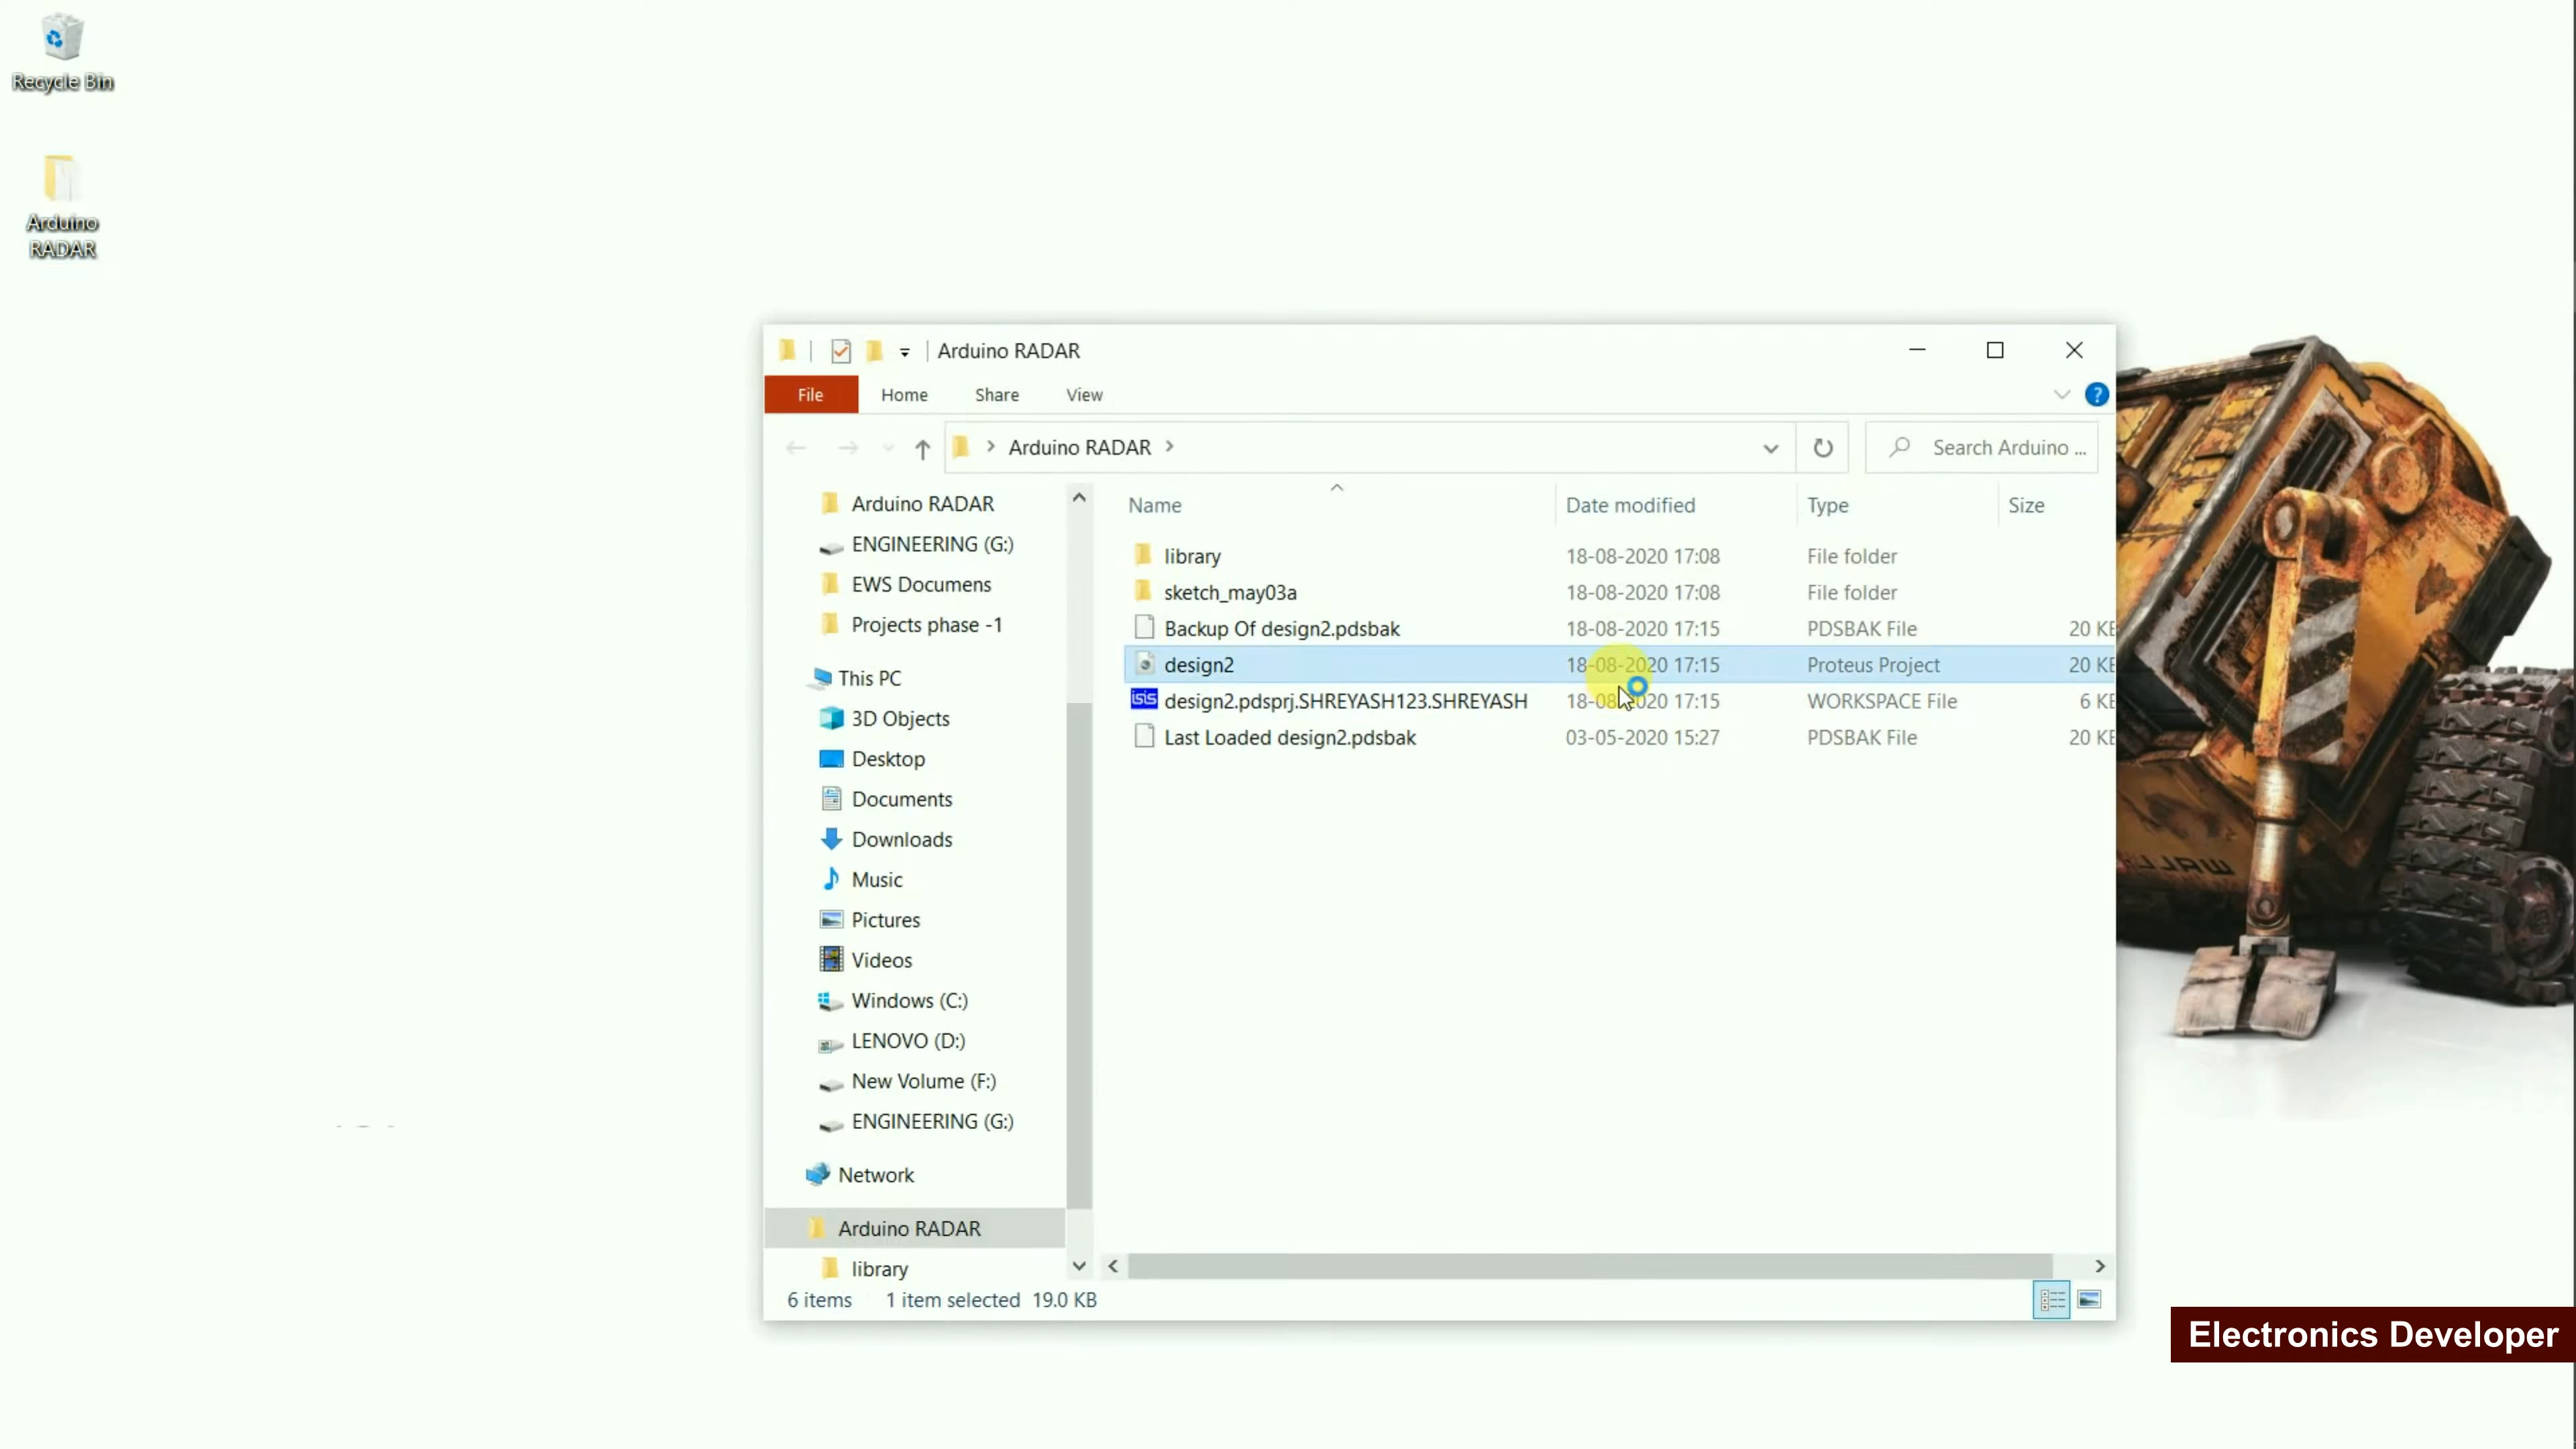 Recycle Bin
Arduino
RADAR
Arduino RADAR
File Home Share View
Arduino RADAR
Search Arduino ...
Arduino RADAR
ENGINEERING (G:)
EWS Documens
Projects phase -1
This PC
3D Objects
Desktop
Documents
Downloads
Music
Pictures
Videos
Windows (C:)
LENOVO (D:)
New Volume (F:)
ENGINEERING (G:)
Network
Arduino RADAR
library
Name Date modified Type Size
library 18-08-2020 17:08 File folder
sketch_may03a 18-08-2020 17:08 File folder
Backup Of design2.pdsbak 18-08-2020 17:15 PDSBAK File 20 KB
design2 18-08-2020 17:15 Proteus Project 20 KB
isis design2.pdsprj.SHREYASH123.SHREYASH 18-08-2020 17:15 WORKSPACE File 6 KB
Last Loaded design2.pdsbak 03-05-2020 15:27 PDSBAK File 20 KB
6 items 1 item selected 19.0 KB
Electronics Developer